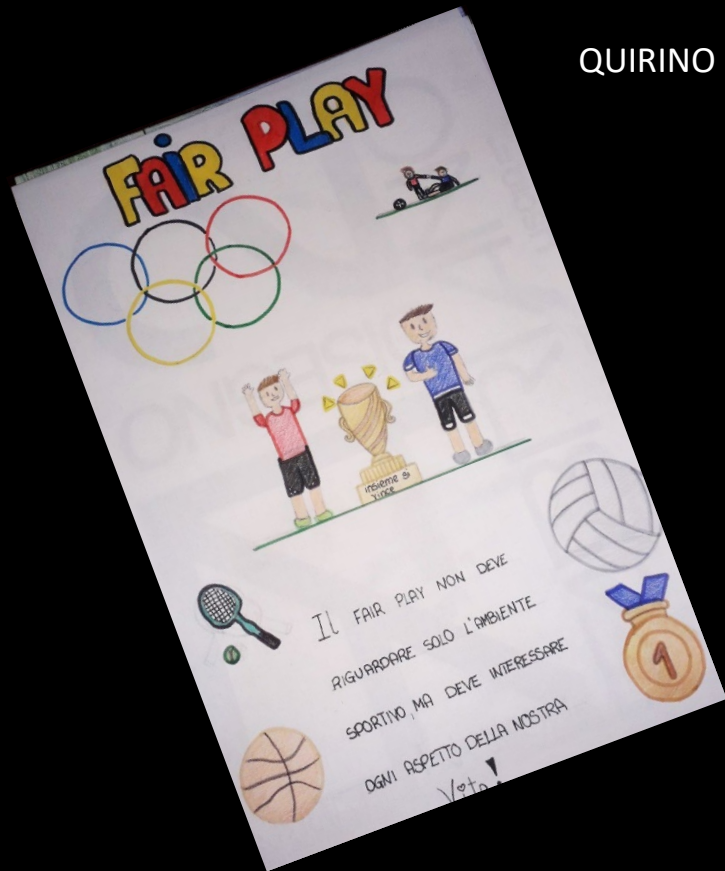 QUIRINO
FAIR PLAY
insieme si
vince
Il FAIR PLAY NON DEVE
RIGUARDARE SOLO L'AMBIENTE
SPORTIVO, MA DEVE INTERESSARE
OGNI ASPETTO DELLA NOSTRA
Vita!
1